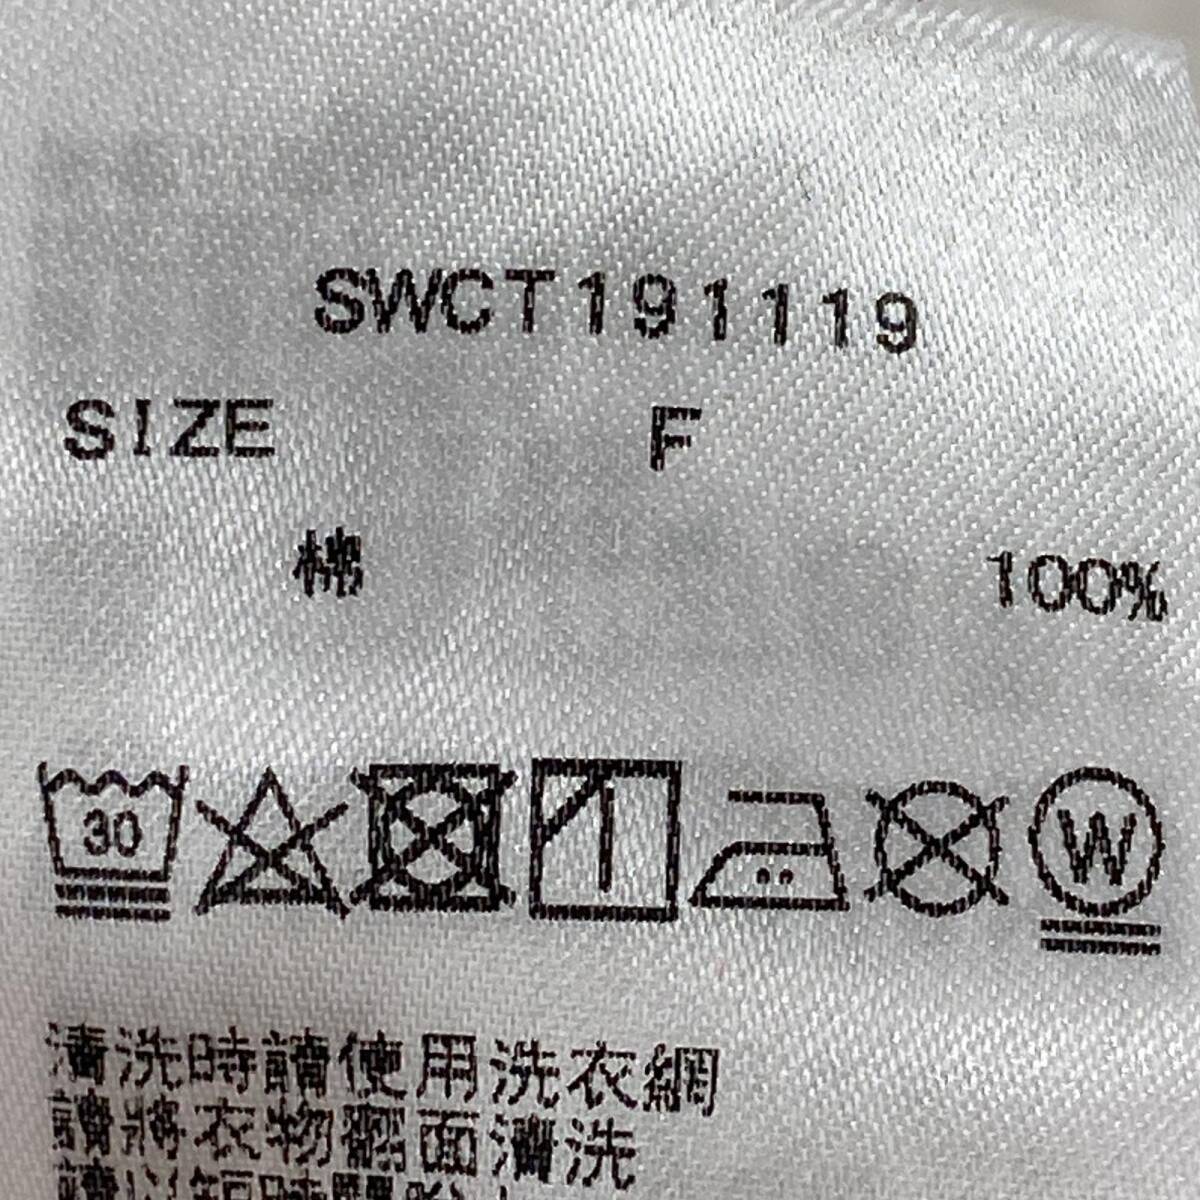 SWCT191119
SIZE F
棉 100%
30
W
清洗時請使用洗衣網
請將衣物翻面清洗